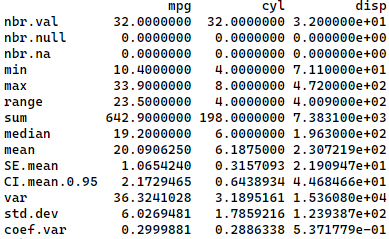 mpg cyl disp
nbr.val 32.0000000 32.0000000 3.200000e+01
nbr.null 0.0000000 0.0000000 0.000000e+00
nbr.na 0.0000000 0.0000000 0.000000e+00
min 10.4000000 4.0000000 7.110000e+01
max 33.9000000 8.0000000 4.720000e+02
range 23.5000000 4.0000000 4.009000e+02
sum 642.9000000 198.0000000 7.383100e+03
median 19.2000000 6.0000000 1.963000e+02
mean 20.0906250 6.1875000 2.307219e+02
SE.mean 1.0654240 0.3157093 2.190947e+01
CI.mean.0.95 2.1729465 0.6438934 4.468466e+01
var 36.3241028 3.1895161 1.536080e+04
std.dev 6.0269481 1.7859216 1.239387e+02
coef.var 0.2999881 0.2886338 5.371779e-01